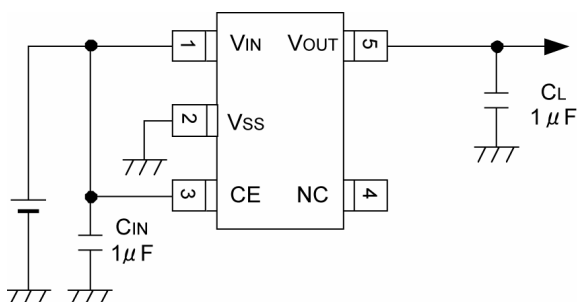 1 VIN VOUT 5
2 VSS
CL
1μF
3 CE NC 4
CIN
1μF